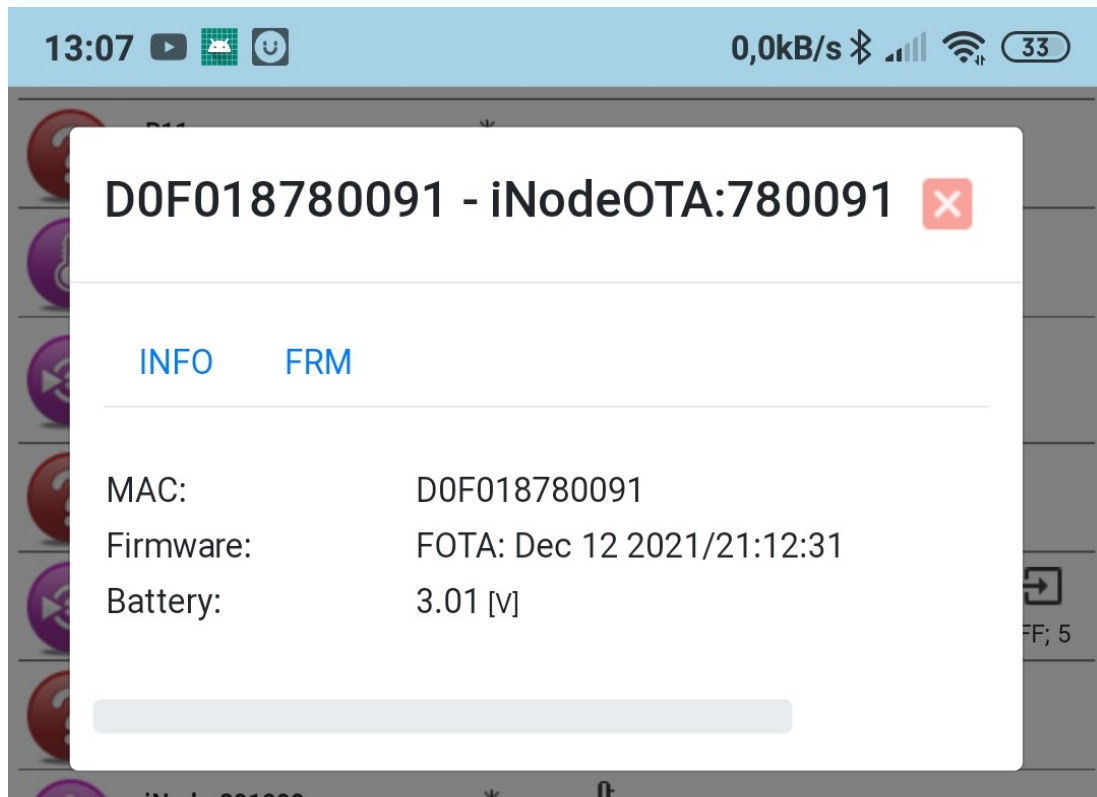 13:07 0,0kB/s 33
D0F018780091 - iNodeOTA:780091
INFO FRM
MAC: D0F018780091
Firmware: FOTA: Dec 12 2021/21:12:31
Battery: 3.01 [V]
FF; 5